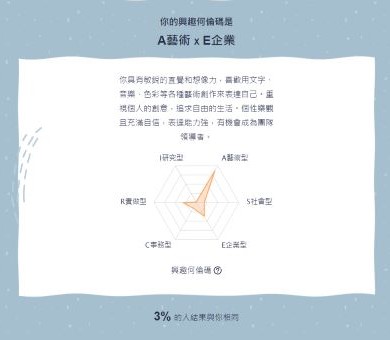 你的興趣何倫碼是
A藝術 x E企業
你具有敏銳的直覺和想像力，喜歡用文字、
音樂、色彩等各種藝術創作來表達自己。重
視個人的創意，追求自由的生活。個性樂觀
且充滿自信，表達能力強，有機會成為團隊
領導者。
I研究型
A藝術型
R實做型
S社會型
C事務型
E企業型
興趣何倫碼 ?
3% 的人結果與你相同